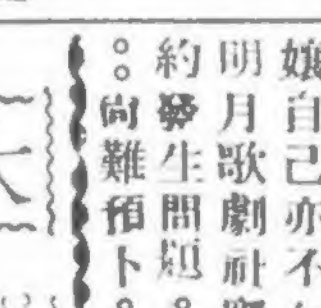 孃自己亦不
明月歌劇社
約發生問題。
。。尚難預卜。
大